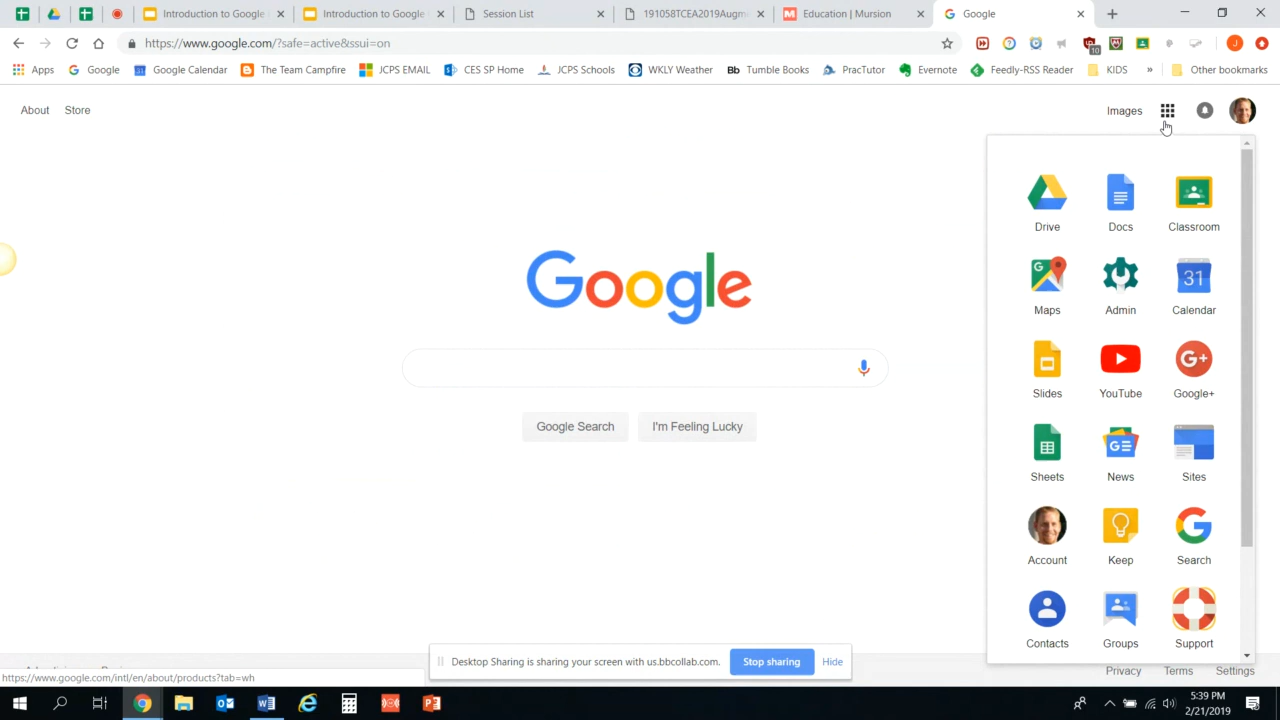 Introduction to Google
Introduction to Google
Session List
191058TCEA2019Augm
Education | Mursion
Google
https://www.google.com/?safe=active&ssui=on
10
J
Apps
Google
Google Calendar
The Team Campfire
JCPS EMAIL
CES SP Home
JCPS Schools
WKLY Weather
Bb Tumble Books
PracTutor
Evernote
Feedly-RSS Reader
KIDS
»
Other bookmarks
About
Store
Images
Drive
Docs
Classroom
Maps
Admin
31
Calendar
Google
Slides
YouTube
G+
Google+
Google Search
I'm Feeling Lucky
Sheets
GE
News
Sites
Account
Keep
Search
Contacts
Groups
Support
Desktop Sharing is sharing your screen with us.bbcollab.com.
Stop sharing
Hide
https://www.google.com/intl/en/about/products?tab=wh
Privacy
Terms
Settings
5:39 PM
2/21/2019